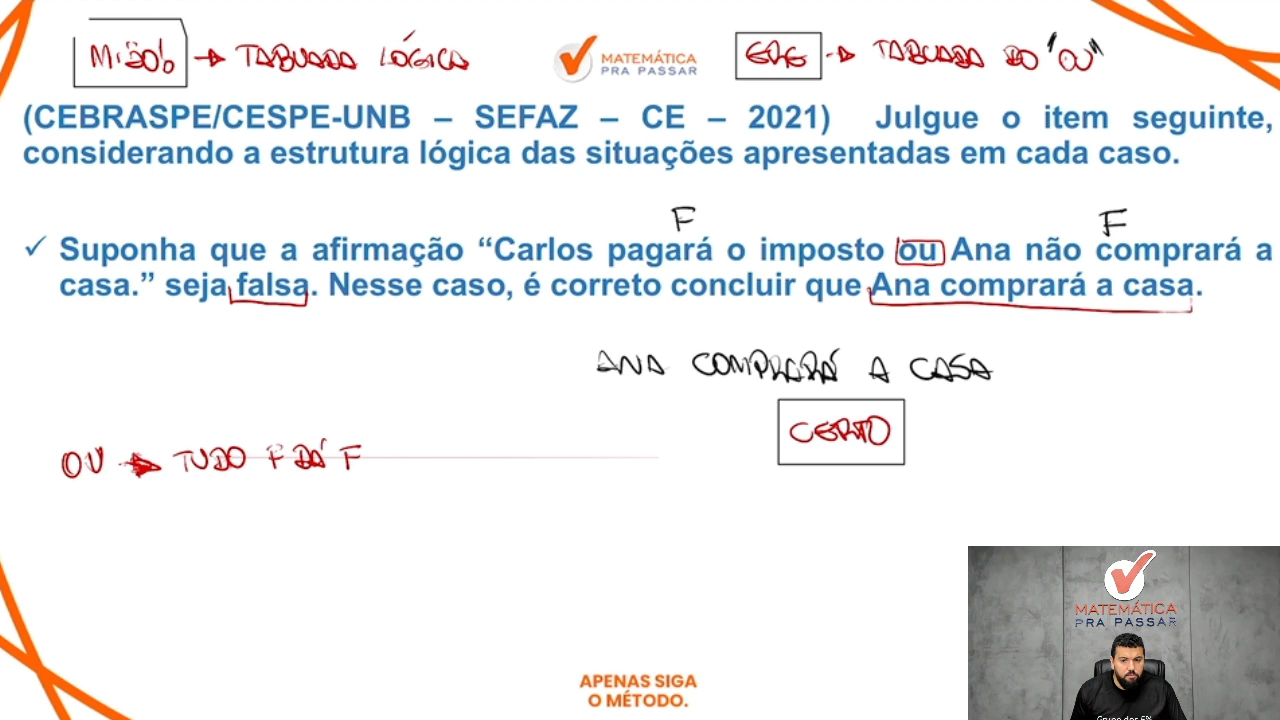 → TABUADA LÓGICA
MATEMÁTICA
PRA PASSAR
→ TABUADA DO "OU"
(CEBRASPE/CESPE-UNB – SEFAZ – CE – 2021) Julgue o item seguinte,
considerando a estrutura lógica das situações apresentadas em cada caso.
F F
✓ Suponha que a afirmação “Carlos pagará o imposto ou Ana não comprará a
casa.” seja falsa. Nesse caso, é correto concluir que Ana comprará a casa.
ANA COMPRARÁ A CASA
CERTO
OU → TUDO F DÁ F
MATEMÁTICA
PRA PASSAR
APENAS SIGA
O MÉTODO.